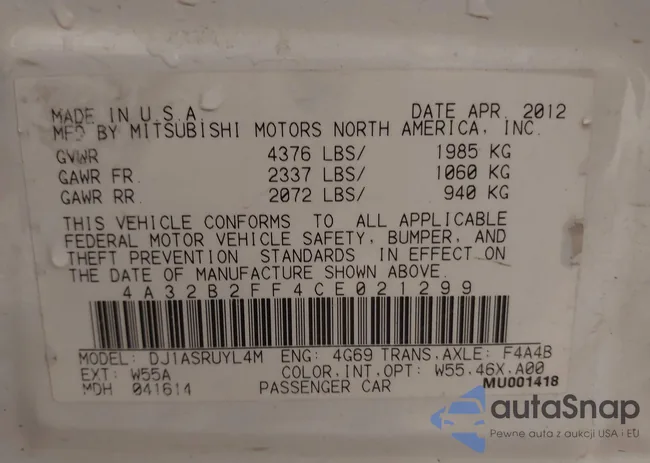 MADE IN U.S.A. DATE APR. 2012
MFD BY MITSUBISHI MOTORS NORTH AMERICA, INC.
GVWR 4376 LBS/ 1985 KG
GAWR FR. 2337 LBS/ 1060 KG
GAWR RR. 2072 LBS/ 940 KG
THIS VEHICLE CONFORMS TO ALL APPLICABLE
FEDERAL MOTOR VEHICLE SAFETY, BUMPER, AND
THEFT PREVENTION STANDARDS IN EFFECT ON
THE DATE OF MANUFACTURE SHOWN ABOVE.
4A32B2FF4CE021299
MODEL: DJ1ASRUYL4M ENG: 4G69 TRANS.AXLE: F4A4B
EXT: W55A COLOR.INT.OPT: W55.46X.A00
MDH 041614 PASSENGER CAR MU001418
autaSnap
Pewne auta z aukcji USA i EU